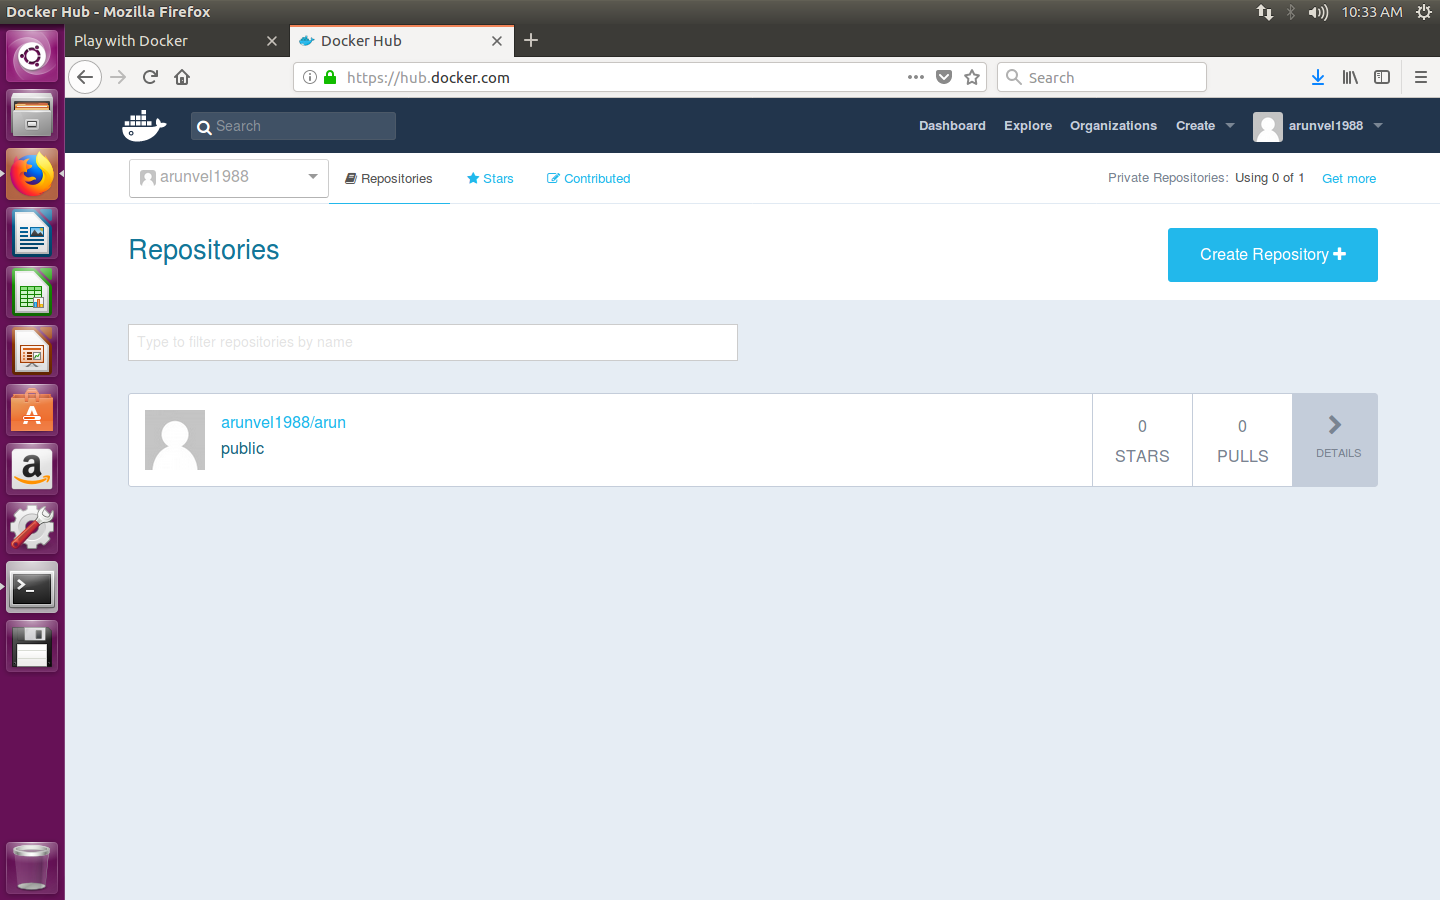 Docker Hub - Mozilla Firefox
10:33 AM
Play with Docker
Docker Hub
https://hub.docker.com
Search
Search
Dashboard
Explore
Organizations
Create
arunvel1988
arunvel1988
Repositories
Stars
Contributed
Private Repositories: Using 0 of 1
Get more
Repositories
Create Repository
Type to filter repositories by name
arunvel1988/arun
public
0
STARS
0
PULLS
DETAILS